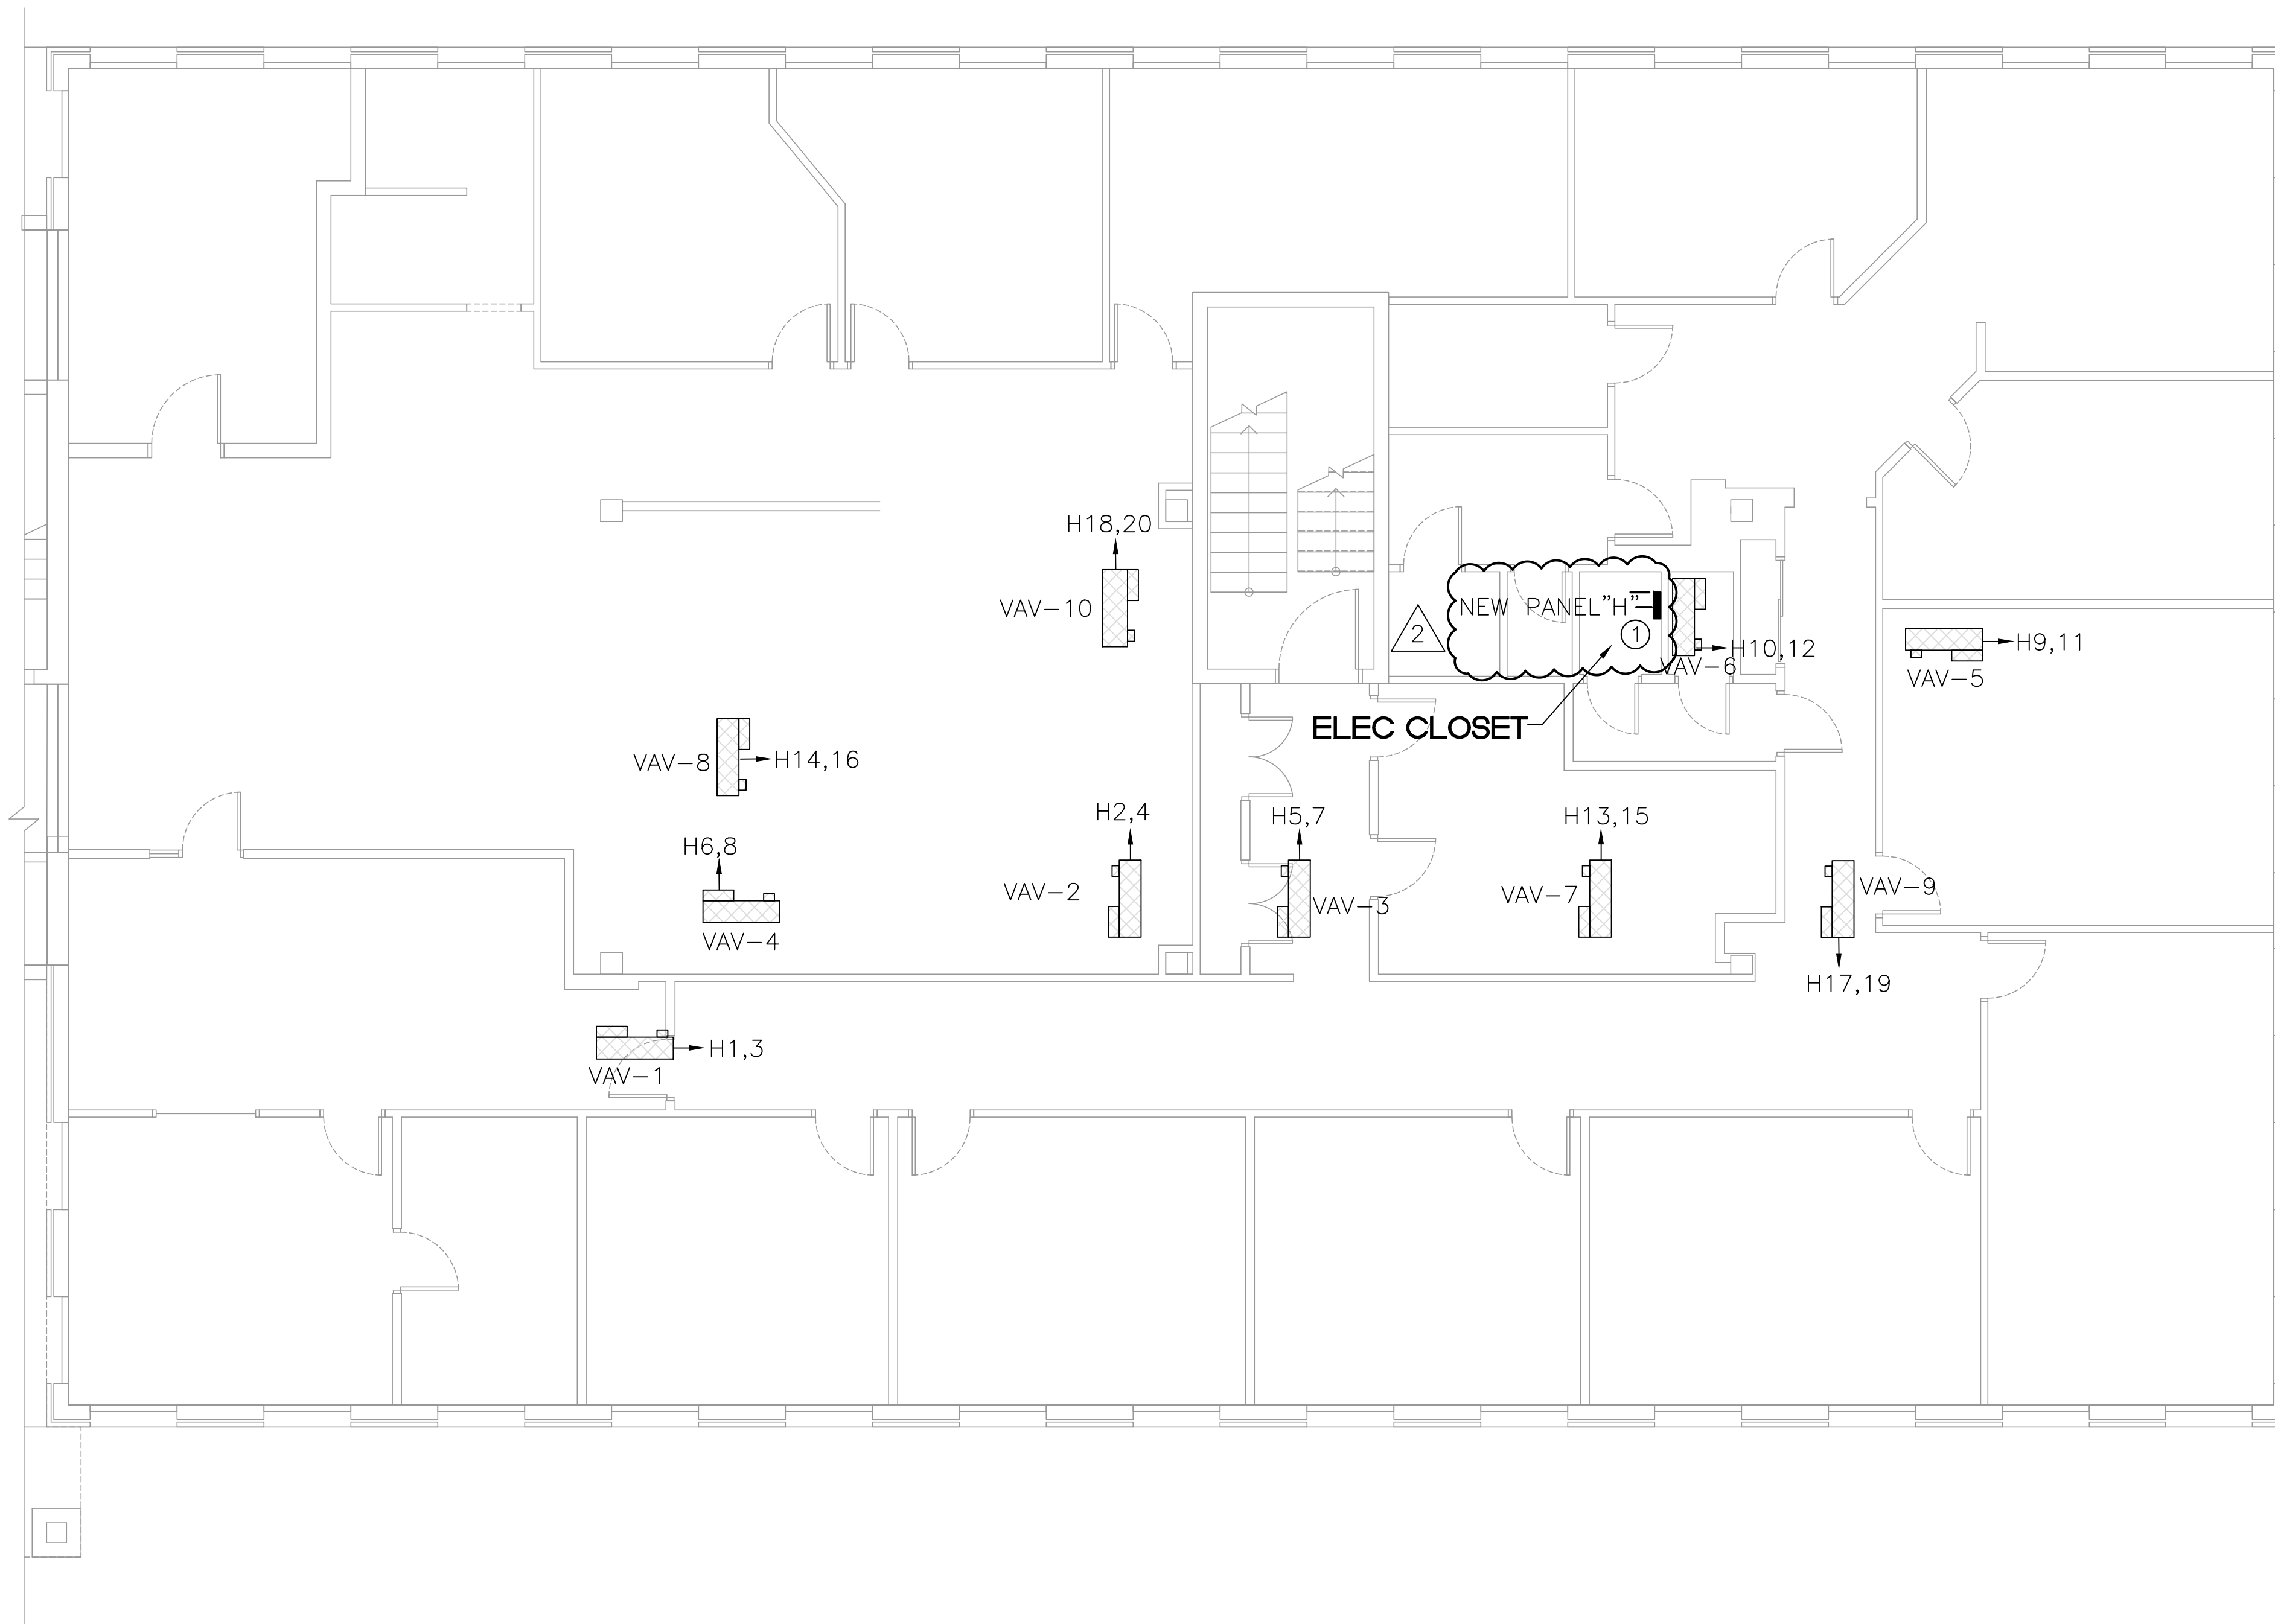 H18,20
VAV-10
NEW PANEL"H"
2
1
H10,12
VAV-6
H9,11
VAV-5
ELEC CLOSET
VAV-8
H14,16
H6,8
VAV-4
H2,4
VAV-2
H5,7
VAV-3
H13,15
VAV-7
VAV-9
H17,19
H1,3
VAV-1